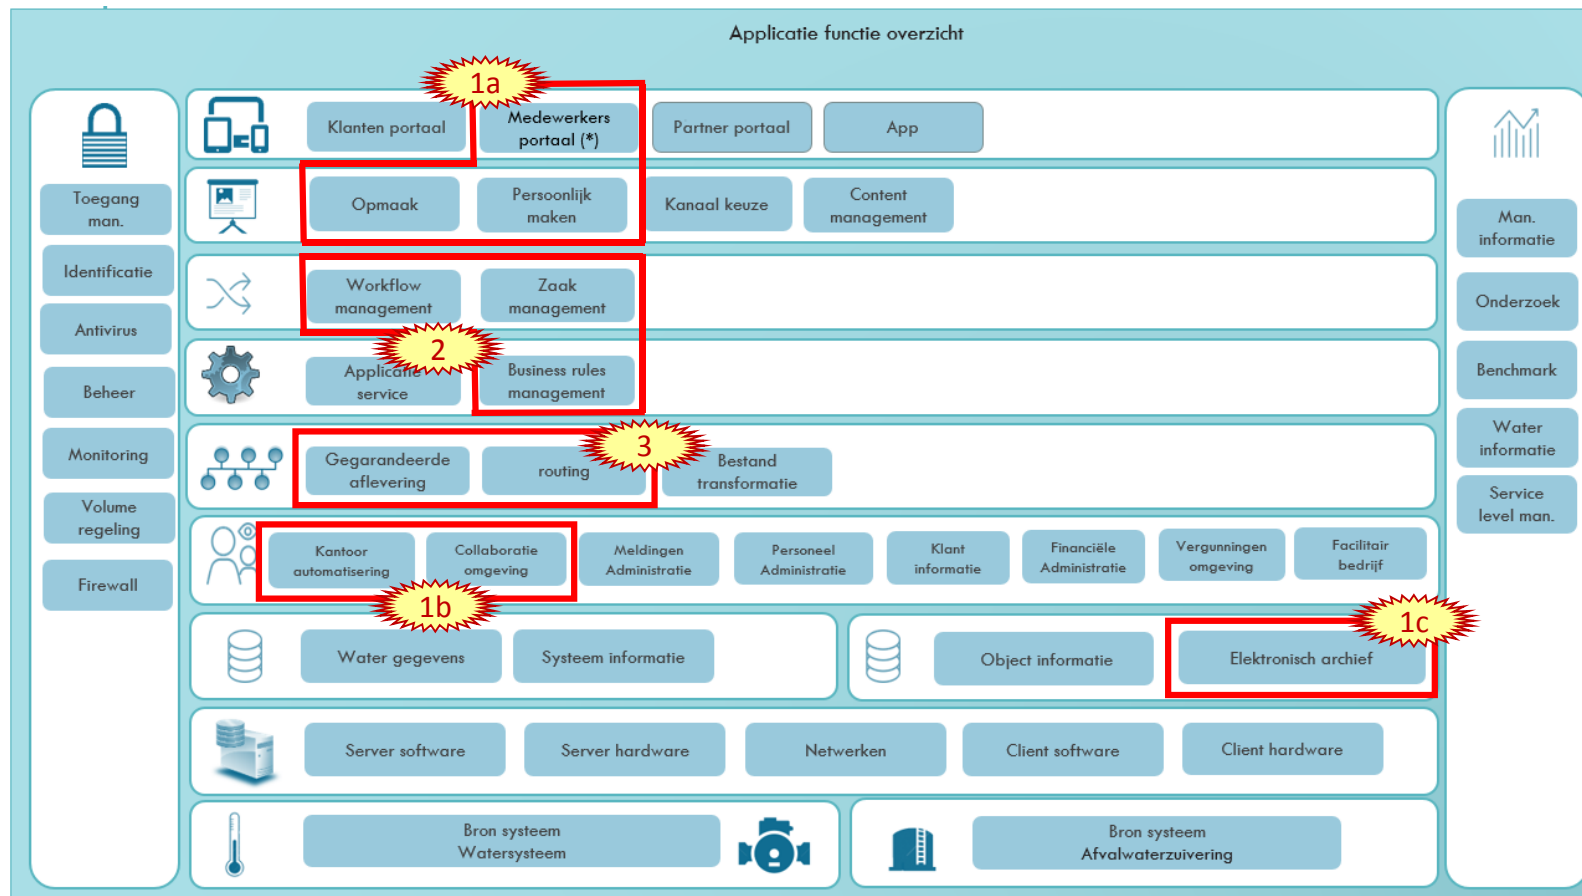 Applicatie functie overzicht
1a
Klanten portaal
Medewerkers
portaal (*)
Partner portaal
App
Opmaak
Persoonlijk
maken
Kanaal keuze
Content
management
Workflow
management
Zaak
management
2
Applicatie
service
Business rules
management
3
Gegarandeerde
aflevering
routing
Bestand
transformatie
Kantoor
automatisering
Collaboratie
omgeving
Meldingen
Administratie
Personeel
Administratie
Klant
informatie
Financiële
Administratie
Vergunningen
omgeving
Facilitair
bedrijf
1b
1c
Water gegevens
Systeem informatie
Object informatie
Elektronisch archief
Server software
Server hardware
Netwerken
Client software
Client hardware
Bron systeem
Watersysteem
Bron systeem
Afvalwaterzuivering
Toegang
man.
Identificatie
Antivirus
Beheer
Monitoring
Volume
regeling
Firewall
Man.
informatie
Onderzoek
Benchmark
Water
informatie
Service
level man.